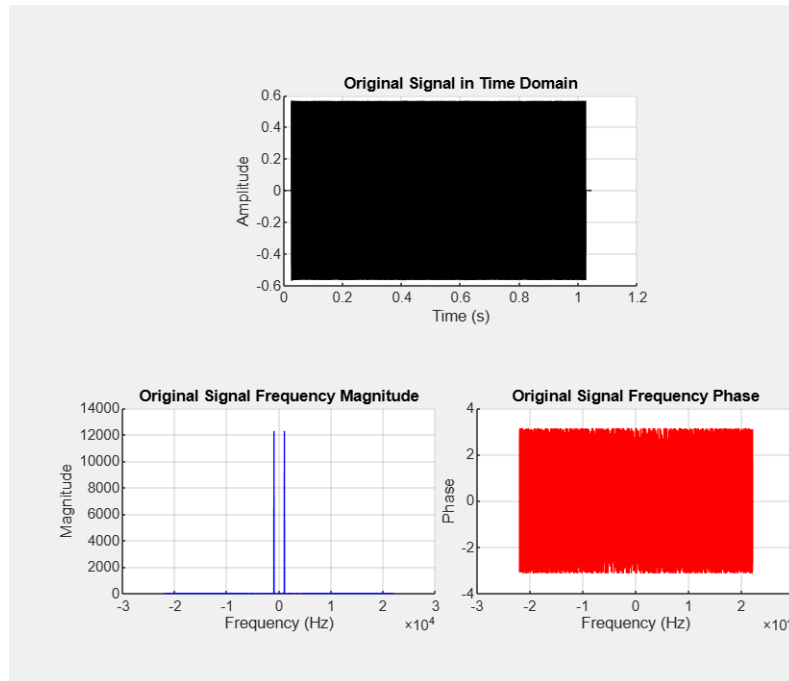 Original Signal in Time Domain
0.6
0.4
0.2
0
-0.2
-0.4
-0.6
Amplitude
0 0.2 0.4 0.6 0.8 1 1.2
Time (s)
Original Signal Frequency Magnitude
14000
12000
10000
8000
6000
4000
2000
0
Magnitude
-3 -2 -1 0 1 2 3
Frequency (Hz) ×10^4
Original Signal Frequency Phase
4
2
0
-2
-4
Phase
-3 -2 -1 0 1 2
Frequency (Hz) ×10